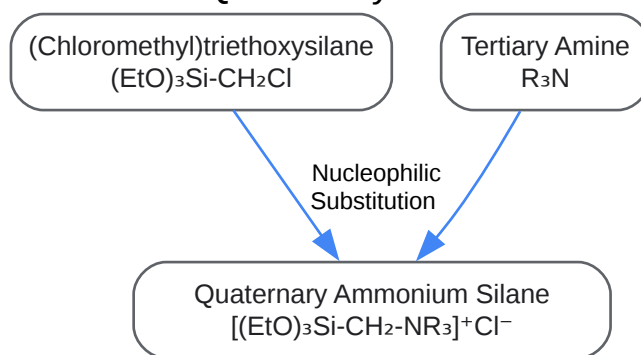 (Chloromethyl)triethoxysilane
(EtO)₃Si-CH₂Cl
Tertiary Amine
R₃N
Nucleophilic
Substitution
Quaternary Ammonium Silane
[(EtO)₃Si-CH₂-NR₃]⁺Cl⁻